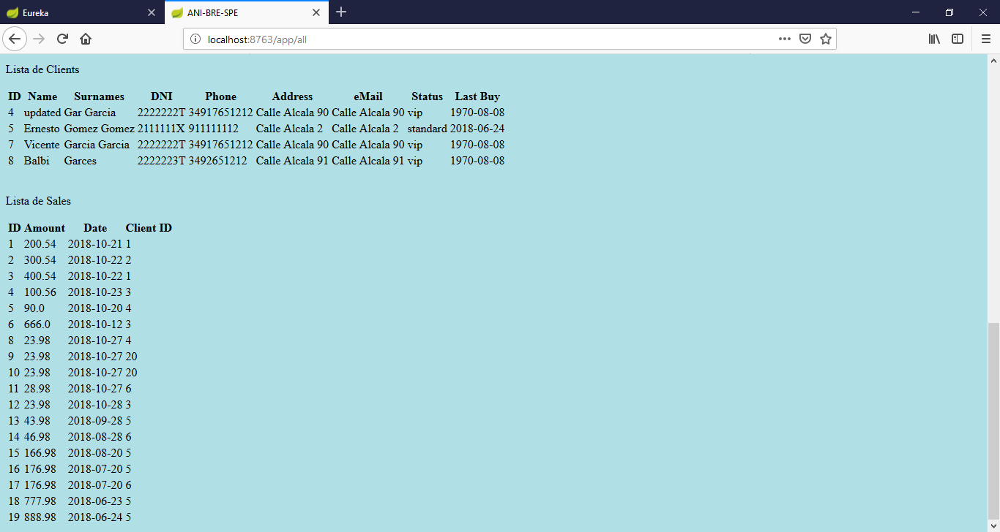 Eureka
ANI-BRE-SPE
localhost:8763/app/all
Lista de Clients
ID Name Surnames DNI Phone Address eMail Status Last Buy
4 updated Gar Garcia 2222222T 34917651212 Calle Alcala 90 Calle Alcala 90 vip 1970-08-08
5 Ernesto Gomez Gomez 2111111X 911111112 Calle Alcala 2 Calle Alcala 2 standard 2018-06-24
7 Vicente Garcia Garcia 2222222T 34917651212 Calle Alcala 90 Calle Alcala 90 vip 1970-08-08
8 Balbi Garces 2222223T 3492651212 Calle Alcala 91 Calle Alcala 91 vip 1970-08-08
Lista de Sales
ID Amount Date Client ID
1 200.54 2018-10-21 1
2 300.54 2018-10-22 2
3 400.54 2018-10-22 1
4 100.56 2018-10-23 3
5 90.0 2018-10-20 4
6 666.0 2018-10-12 3
8 23.98 2018-10-27 4
9 23.98 2018-10-27 20
10 23.98 2018-10-27 20
11 28.98 2018-10-27 6
12 23.98 2018-10-28 3
13 43.98 2018-09-28 5
14 46.98 2018-08-28 6
15 166.98 2018-08-20 5
16 176.98 2018-07-20 5
17 176.98 2018-07-20 6
18 777.98 2018-06-23 5
19 888.98 2018-06-24 5